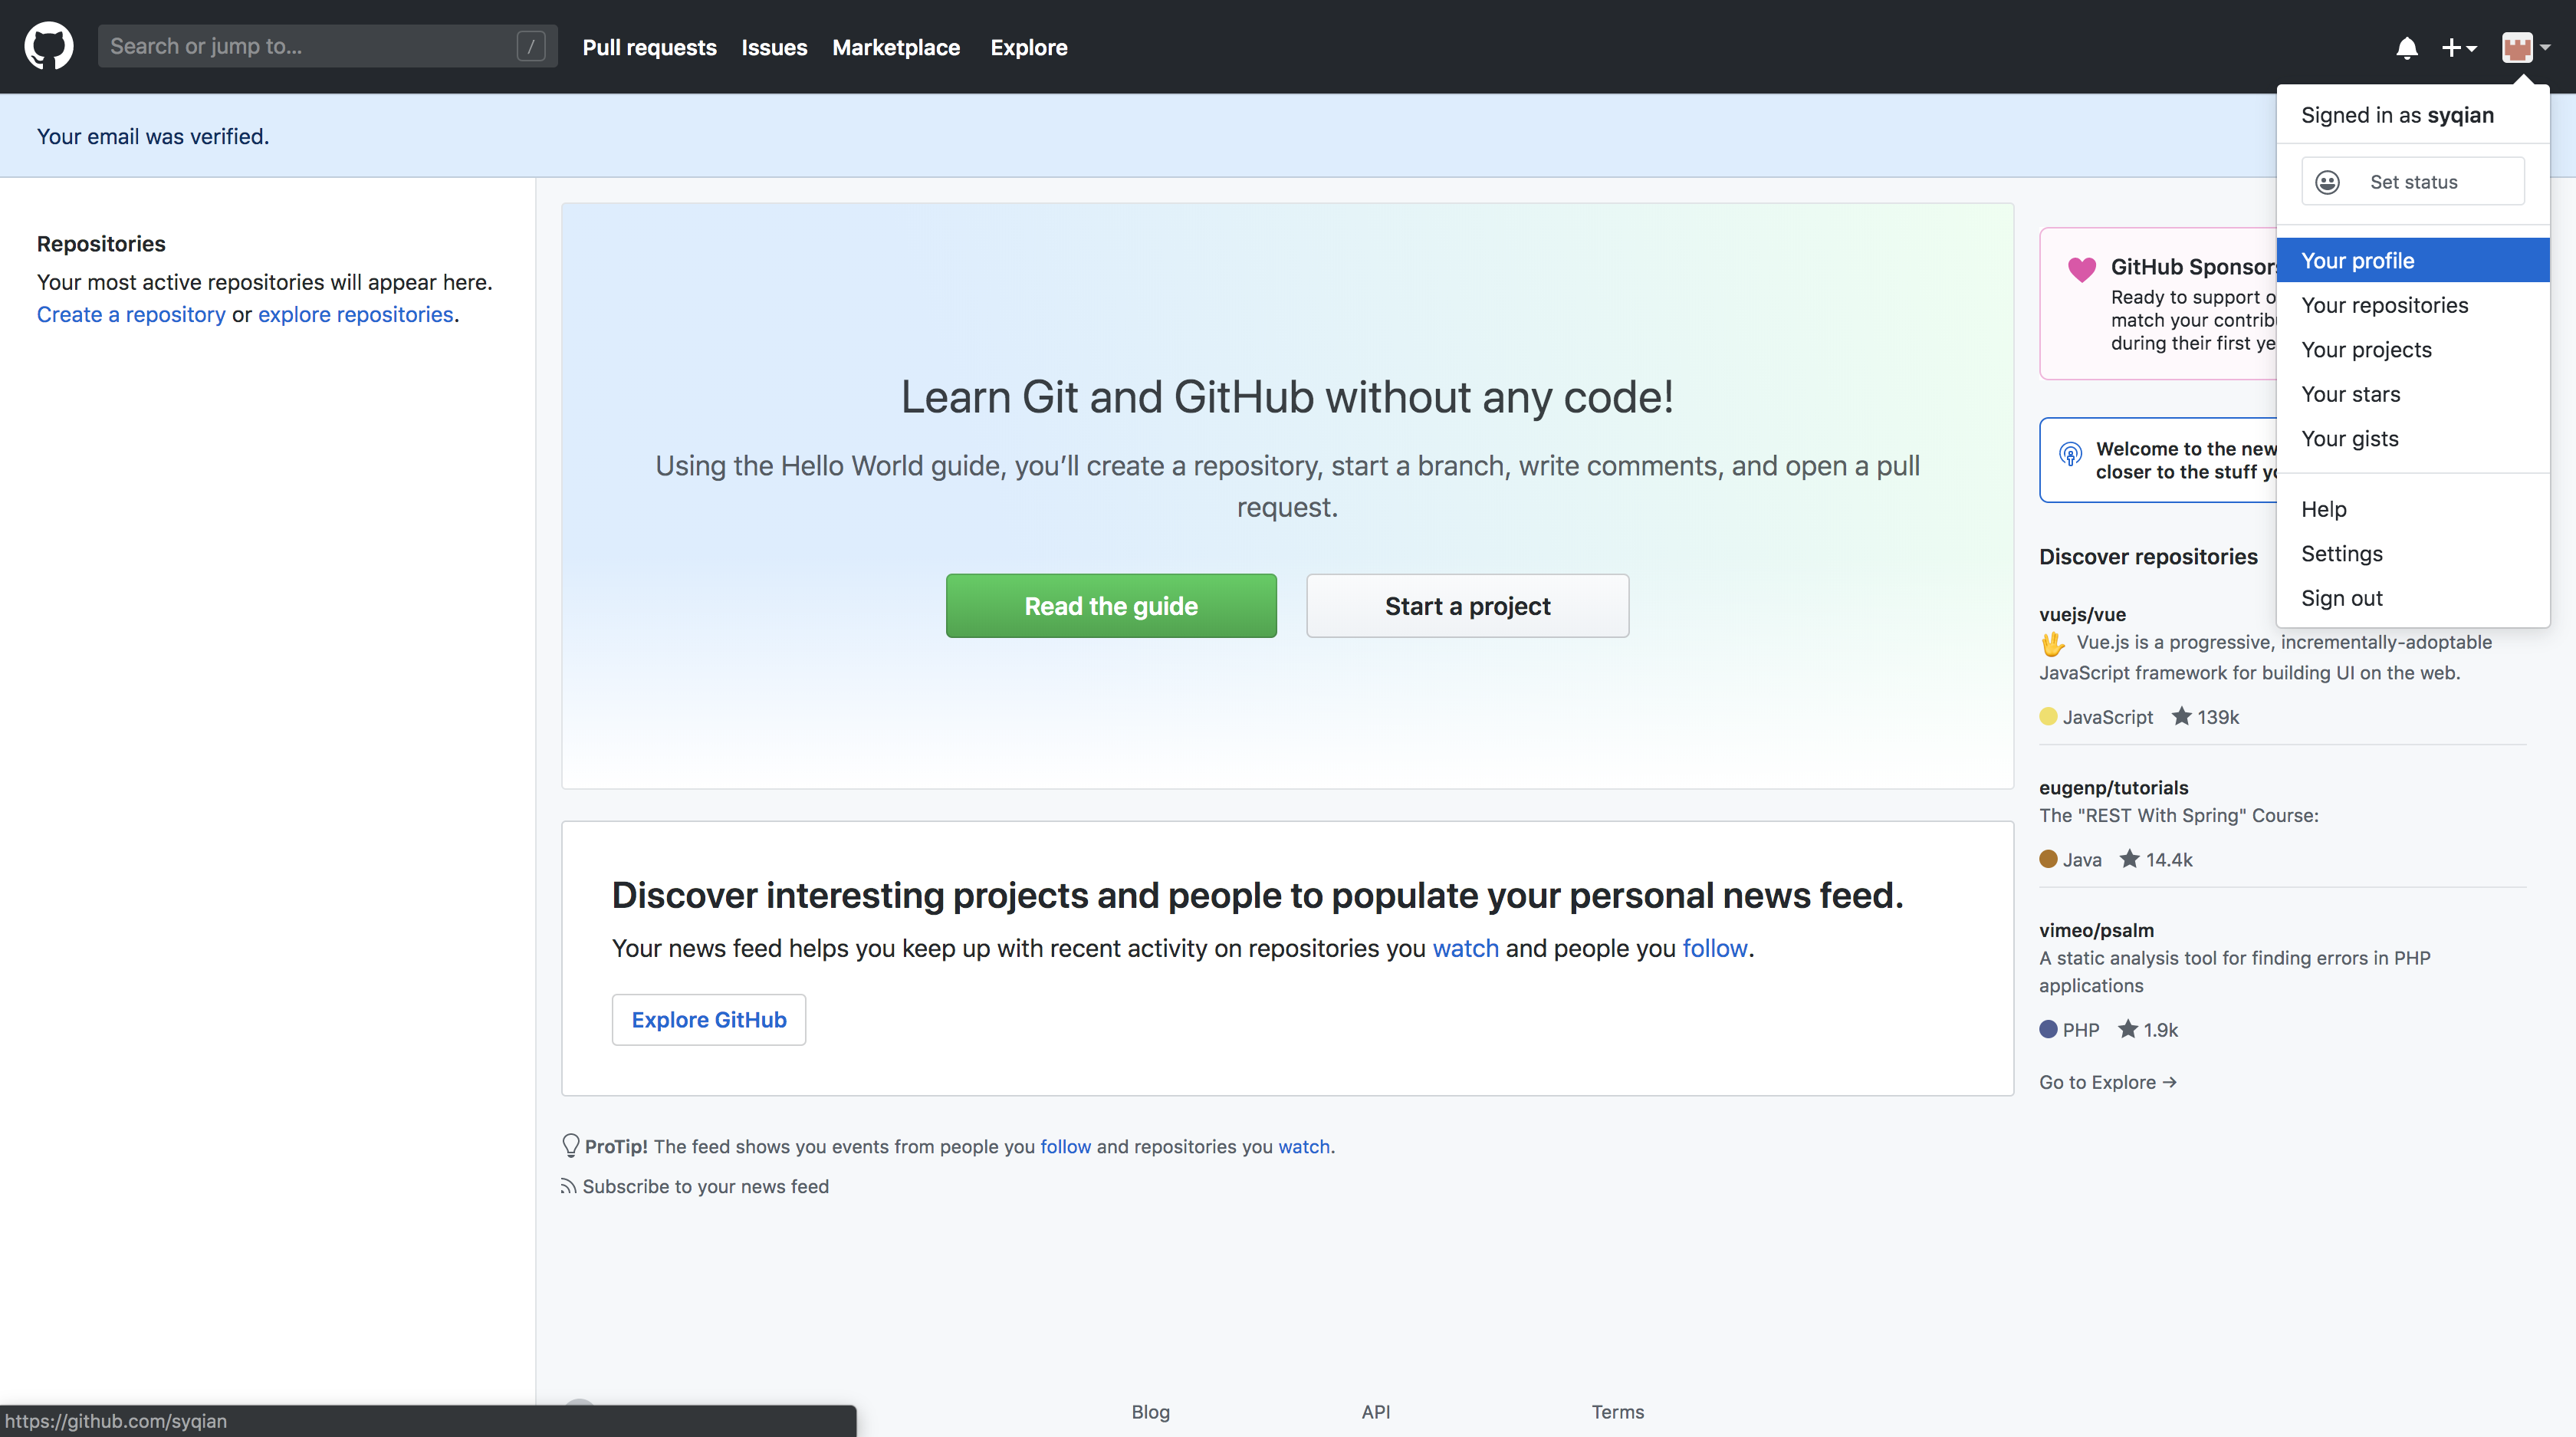 Search or jump to...
/
Pull requests
Issues
Marketplace
Explore
Your email was verified.
Signed in as syqian
Set status
Your profile
Your repositories
Your projects
Your stars
Your gists
Help
Settings
Sign out
Repositories
Your most active repositories will appear here.
Create a repository or explore repositories.
Learn Git and GitHub without any code!
Using the Hello World guide, you’ll create a repository, start a branch, write comments, and open a pull
request.
Read the guide
Start a project
Discover interesting projects and people to populate your personal news feed.
Your news feed helps you keep up with recent activity on repositories you watch and people you follow.
Explore GitHub
ProTip! The feed shows you events from people you follow and repositories you watch.
Subscribe to your news feed
GitHub Sponsors
Ready to support
match your
during their first
Welcome to the new
closer to the stuff
Discover repositories
vuejs/vue
🖖 Vue.js is a progressive, incrementally-adoptable
JavaScript framework for building UI on the web.
JavaScript 139k
eugenp/tutorials
The "REST With Spring" Course:
Java 14.4k
vimeo/psalm
A static analysis tool for finding errors in PHP
applications
PHP 1.9k
Go to Explore →
Blog
API
Terms
https://github.com/syqian